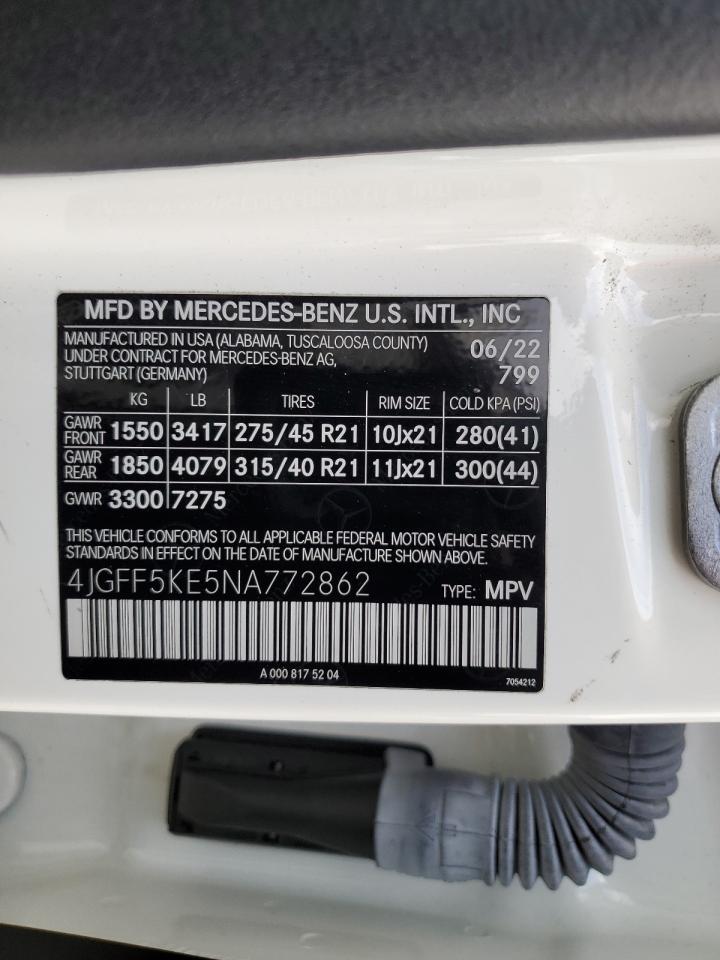 MFD BY MERCEDES-BENZ U.S. INTL., INC
MANUFACTURED IN USA (ALABAMA, TUSCALOOSA COUNTY) 06/22
UNDER CONTRACT FOR MERCEDES-BENZ AG,
STUTTGART (GERMANY) 799
KG LB TIRES RIM SIZE COLD KPA (PSI)
GAWR FRONT 1550 3417 275/45 R21 10Jx21 280(41)
GAWR REAR 1850 4079 315/40 R21 11Jx21 300(44)
GVWR 3300 7275
THIS VEHICLE CONFORMS TO ALL APPLICABLE FEDERAL MOTOR VEHICLE SAFETY
STANDARDS IN EFFECT ON THE DATE OF MANUFACTURE SHOWN ABOVE.
4JGFF5KE5NA772862 TYPE: MPV
A 000 817 52 04
7054212